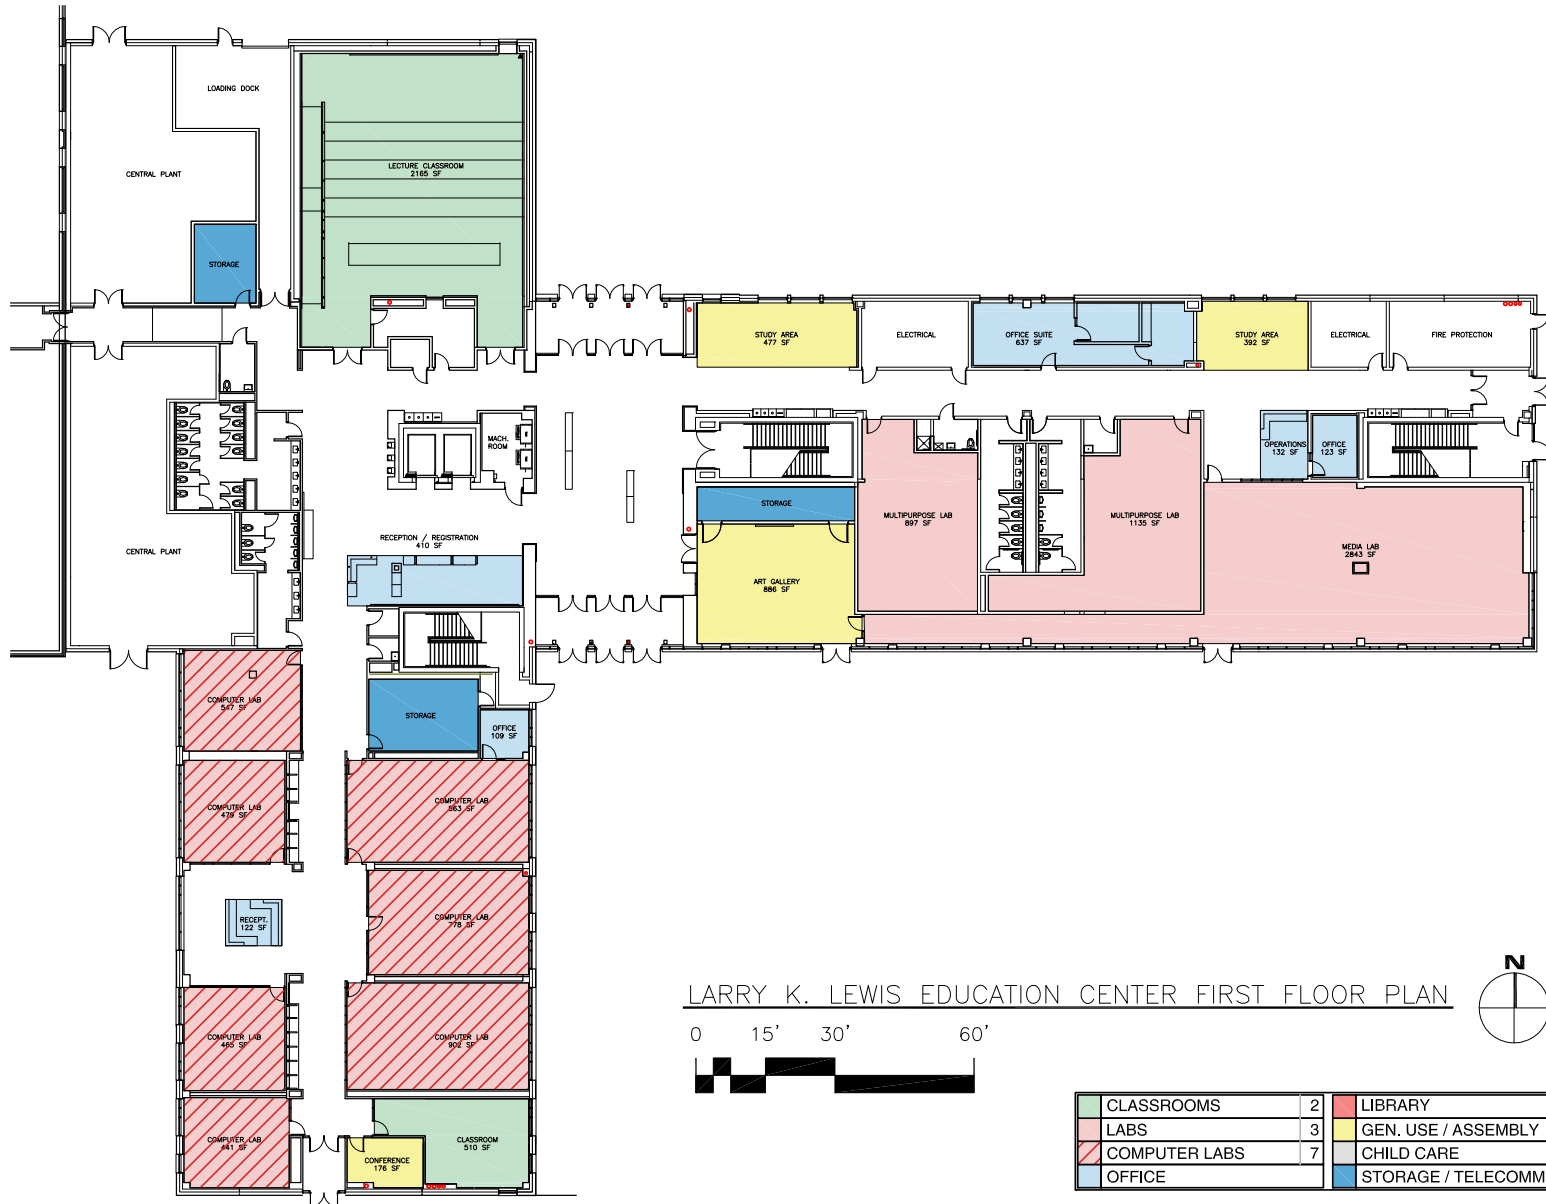 LOADING DOCK
CENTRAL PLANT
STORAGE
LECTURE CLASSROOM
2165 SF
STUDY AREA
477 SF
ELECTRICAL
OFFICE SUITE
637 SF
STUDY AREA
392 SF
ELECTRICAL
FIRE PROTECTION
MACH.
ROOM
OPERATIONS
132 SF
OFFICE
123 SF
STORAGE
MULTIPURPOSE LAB
897 SF
MULTIPURPOSE LAB
1135 SF
MEDIA LAB
2843 SF
CENTRAL PLANT
RECEPTION / REGISTRATION
410 SF
ART GALLERY
886 SF
COMPUTER LAB
547 SF
STORAGE
OFFICE
109 SF
COMPUTER LAB
479 SF
COMPUTER LAB
563 SF
RECEPT.
122 SF
COMPUTER LAB
778 SF
COMPUTER LAB
465 SF
COMPUTER LAB
902 SF
COMPUTER LAB
441 SF
CONFERENCE
176 SF
CLASSROOM
510 SF
N
LARRY K. LEWIS EDUCATION CENTER FIRST FLOOR PLAN
0 15' 30' 60'
CLASSROOMS 2
LABS 3
COMPUTER LABS 7
OFFICE
LIBRARY
GEN. USE / ASSEMBLY
CHILD CARE
STORAGE / TELECOMM